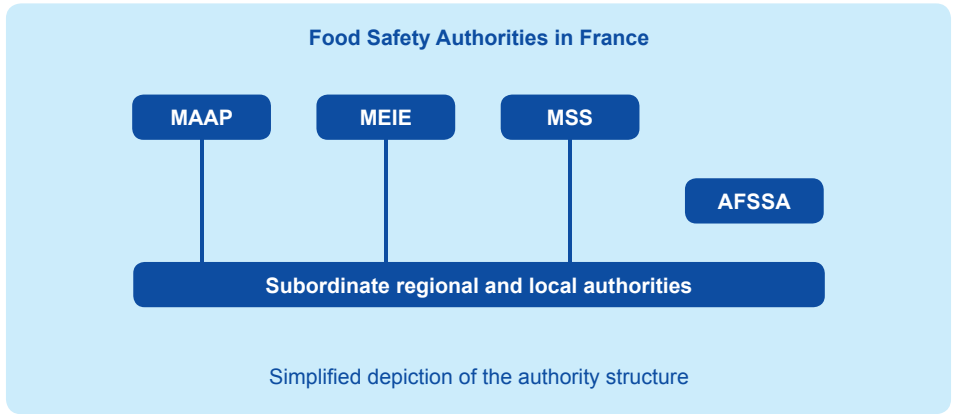 Food Safety Authorities in France
MAAP
MEIE
MSS
AFSSA
Subordinate regional and local authorities
Simplified depiction of the authority structure